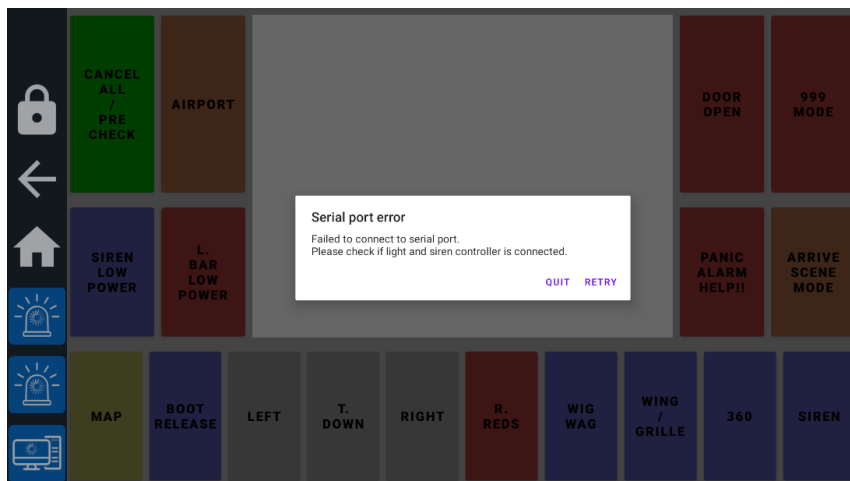 CANCEL
ALL
/
PRE
CHECK
AIRPORT
DOOR
OPEN
999
MODE
Serial port error
Failed to connect to serial port.
Please check if light and siren controller is connected.
QUIT RETRY
SIREN
LOW
POWER
L.
BAR
LOW
POWER
PANIC
ALARM
HELP!!
ARRIVE
SCENE
MODE
MAP
BOOT
RELEASE
LEFT
T.
DOWN
RIGHT
R.
REDS
WIG
WAG
WING
/
GRILLE
360
SIREN